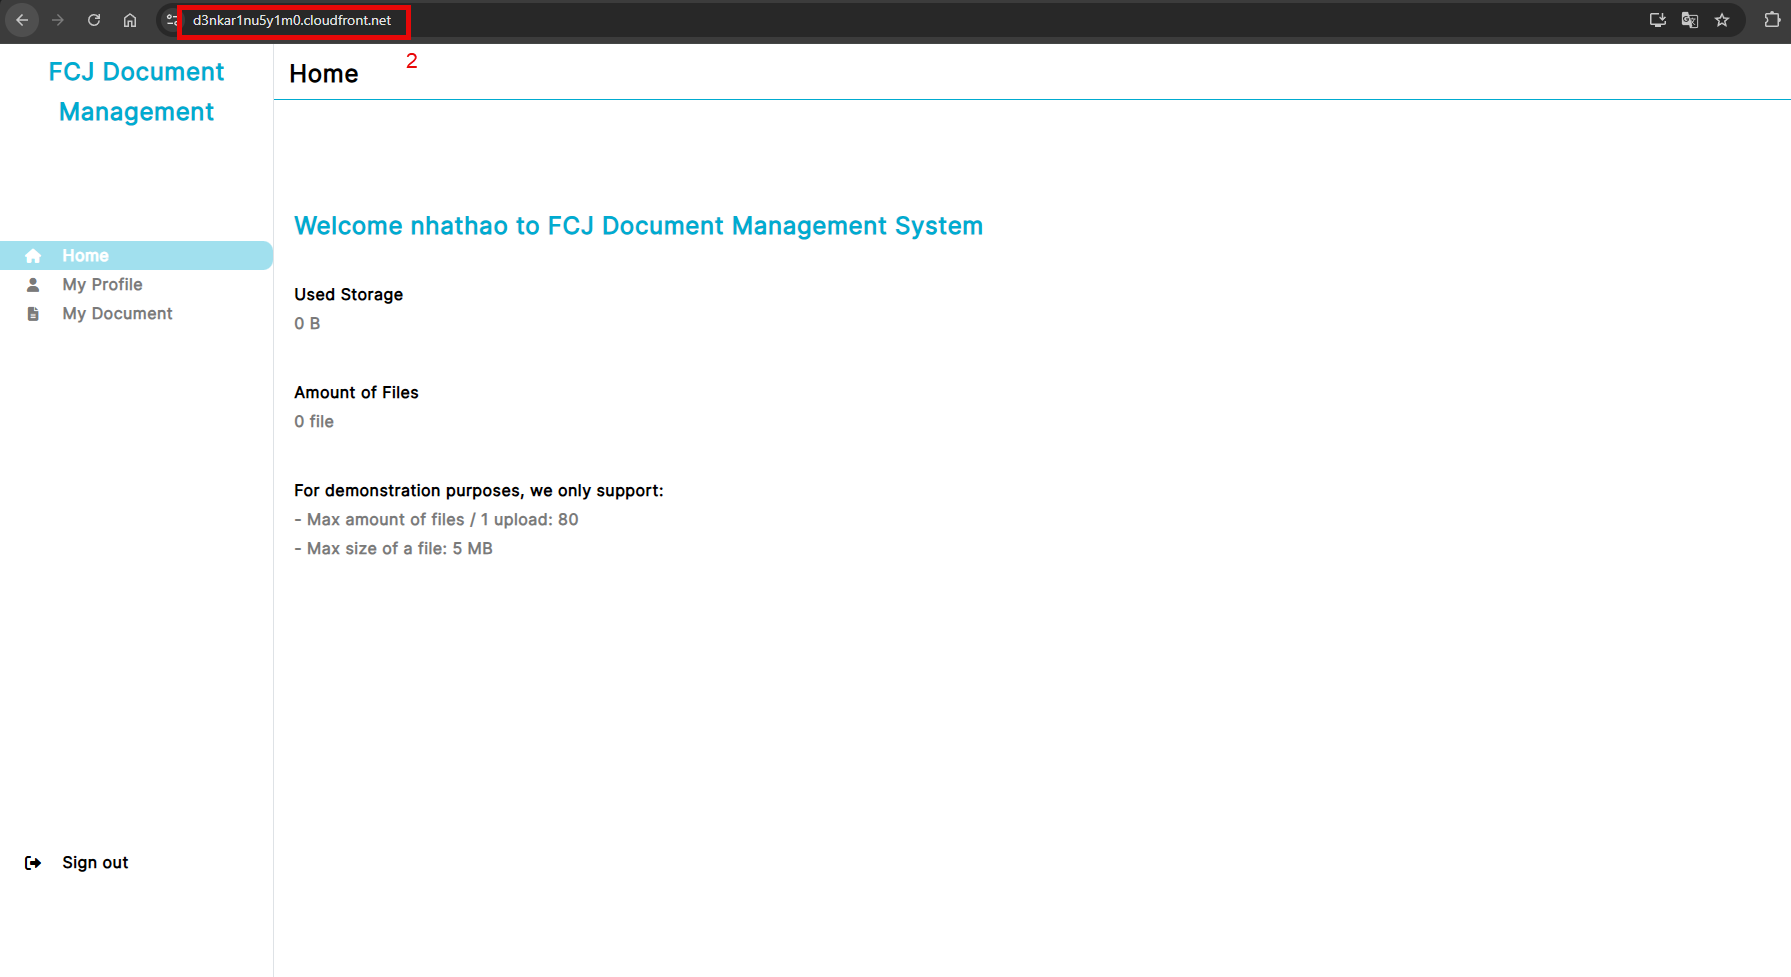 d3nkar1nu5y1m0.cloudfront.net
2
FCJ Document
Management
Home
My Profile
My Document
Sign out
Home
Welcome nhathao to FCJ Document Management System
Used Storage
0 B
Amount of Files
0 file
For demonstration purposes, we only support:
- Max amount of files / 1 upload: 80
- Max size of a file: 5 MB